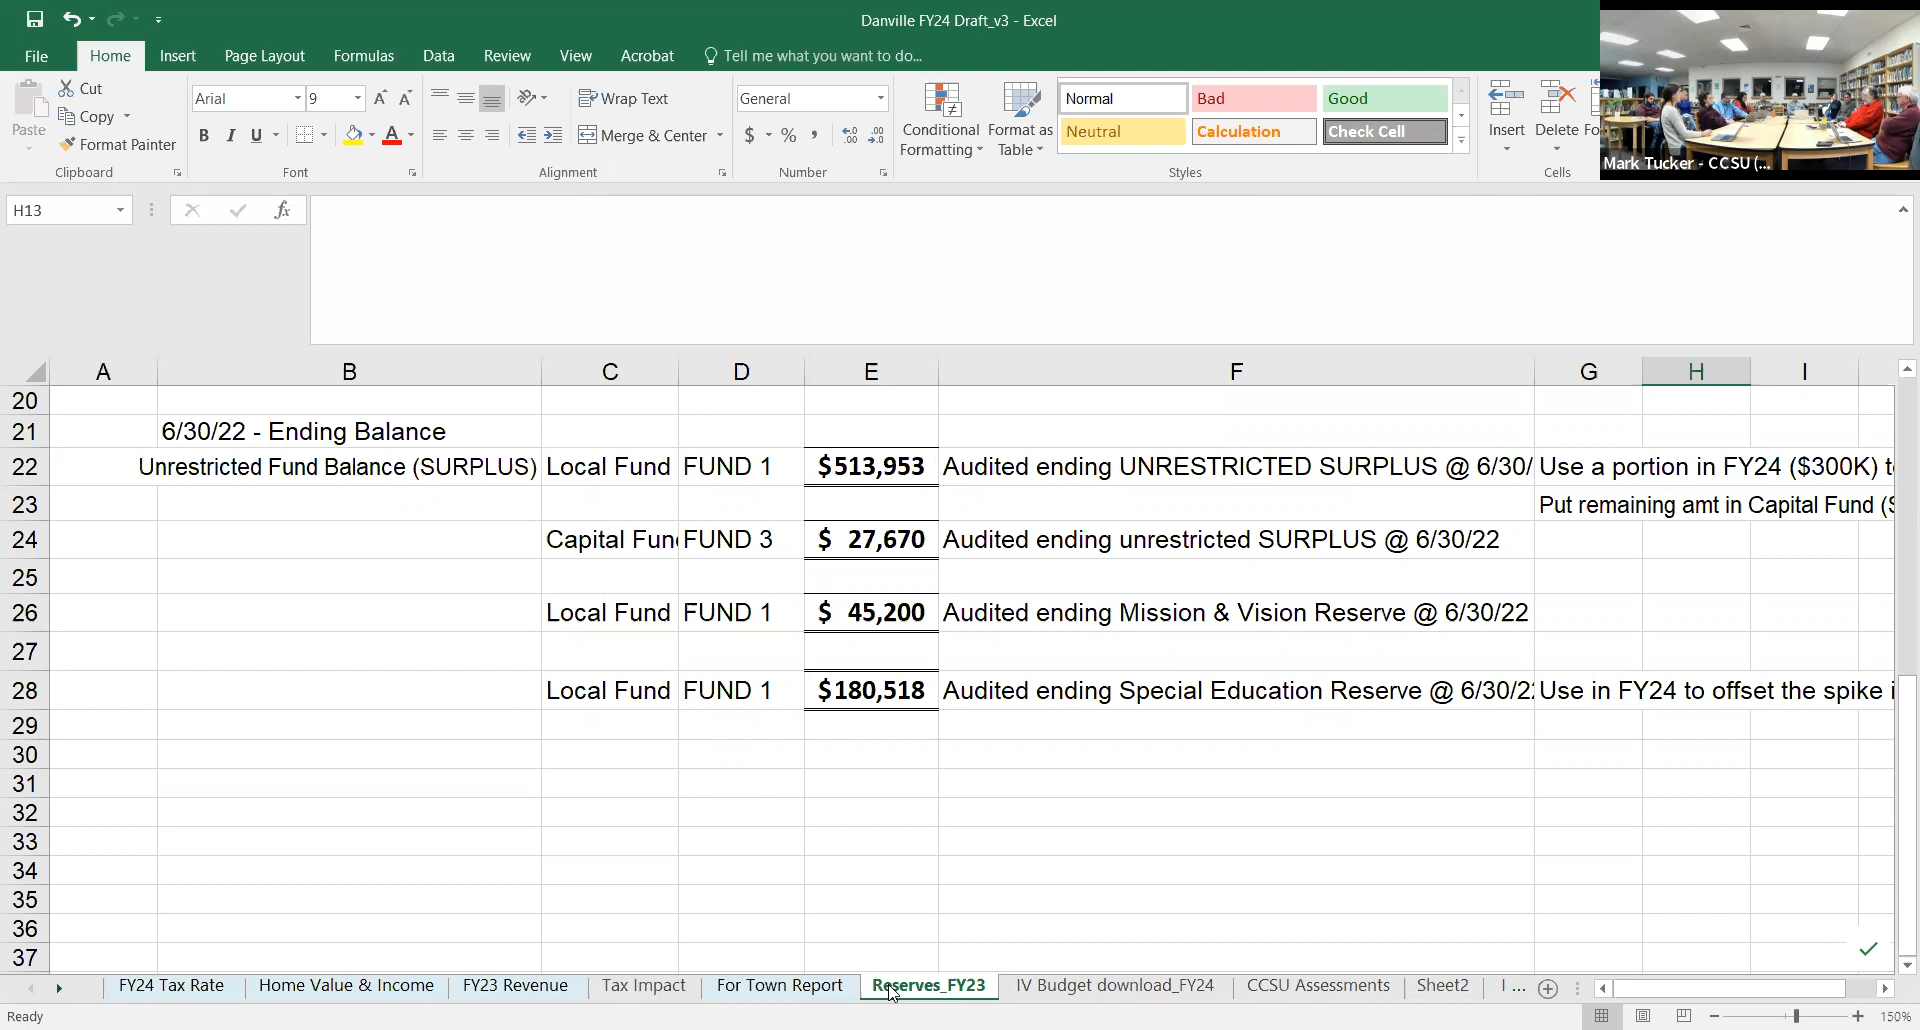 Danville FY24 Draft_v3 - Excel
File Home Insert Page Layout Formulas Data Review View Acrobat Tell me what you want to do...
Paste
Cut
Copy
Format Painter
Clipboard
Arial 9
B I U
Font
Wrap Text
Merge & Center
Alignment
General
$ % ,
Number
Conditional Formatting
Format as Table
Normal Bad Good
Neutral Calculation Check Cell
Styles
Insert Delete Fo
Cells
Mark Tucker - CCSU (...
H13 fx
A B C D E F G H I
20
21 6/30/22 - Ending Balance
22 Unrestricted Fund Balance (SURPLUS) Local Fund FUND 1 $513,953 Audited ending UNRESTRICTED SURPLUS @ 6/30/ Use a portion in FY24 ($300K) t
23 Put remaining amt in Capital Fund (
24 Capital Fun FUND 3 $ 27,670 Audited ending unrestricted SURPLUS @ 6/30/22
25
26 Local Fund FUND 1 $ 45,200 Audited ending Mission & Vision Reserve @ 6/30/22
27
28 Local Fund FUND 1 $180,518 Audited ending Special Education Reserve @ 6/30/2 Use in FY24 to offset the spike i
29
30
31
32
33
34
35
36
37
FY24 Tax Rate Home Value & Income FY23 Revenue Tax Impact For Town Report Reserves_FY23 IV Budget download_FY24 CCSU Assessments Sheet2 I ...
Ready 150%